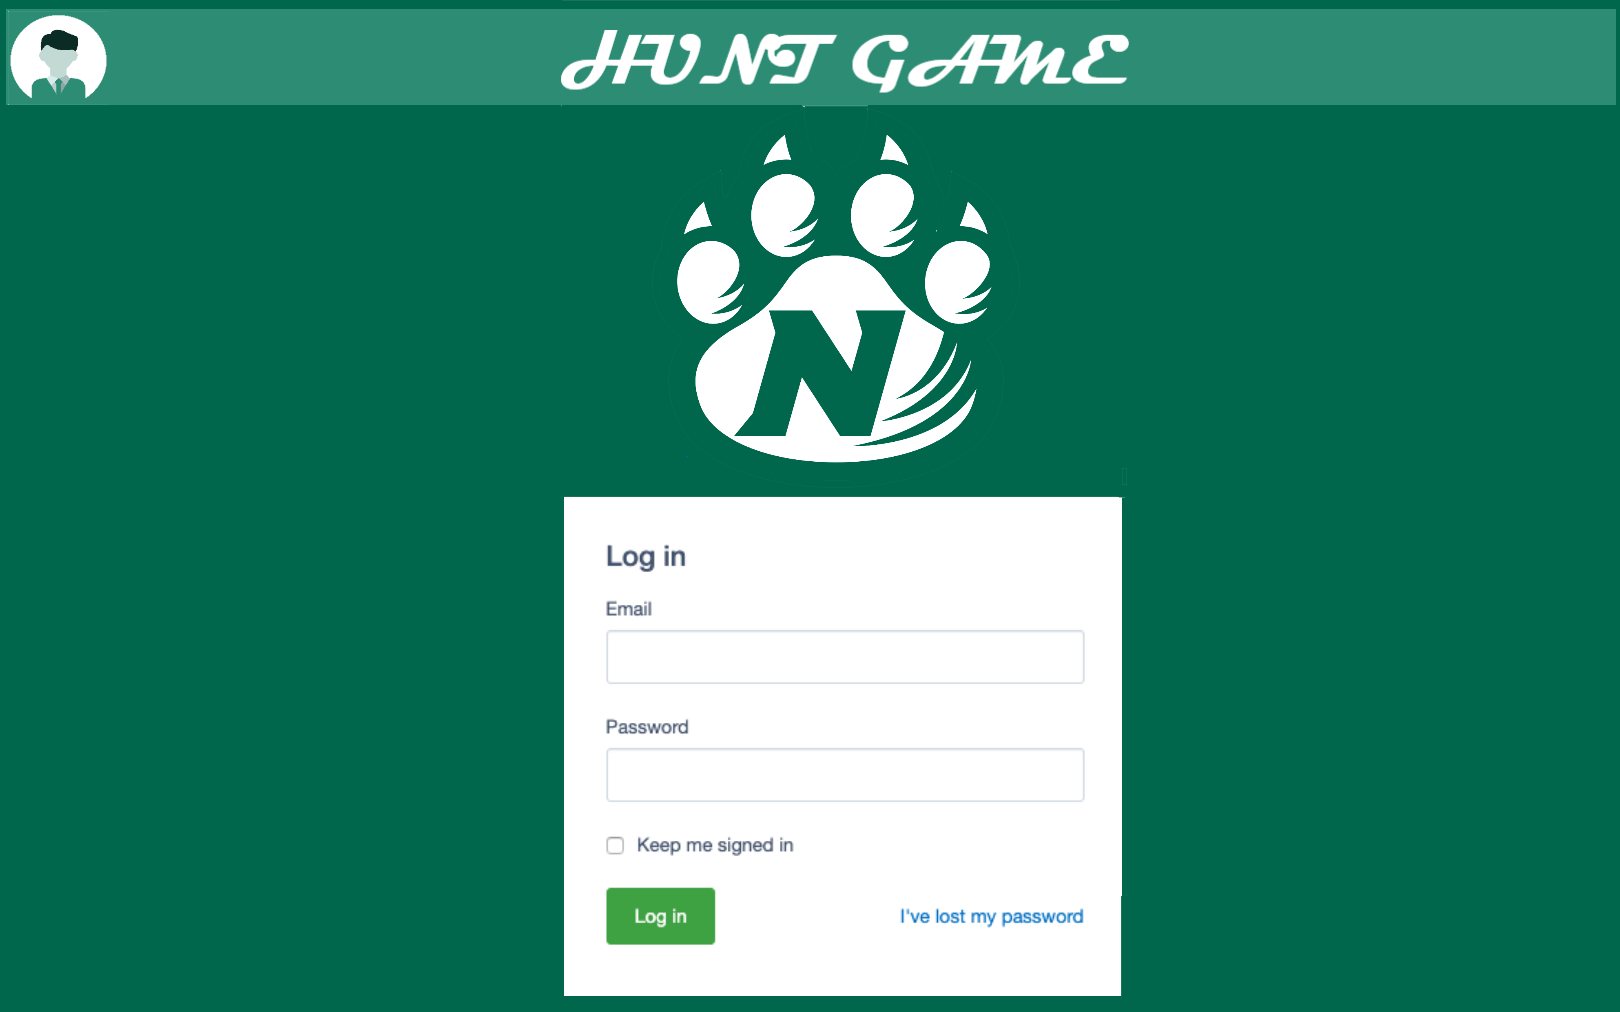 HUNT GAME
N
Log in
Email
Password
Keep me signed in
Log in
I've lost my password